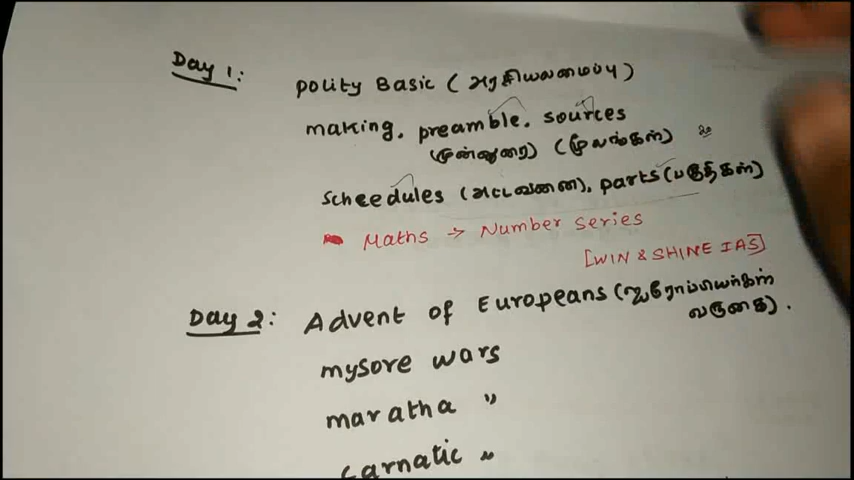 Day 1:
Polity Basic (அரசியலமைப்பு)
making. preamble. sources
(முன்னுரை) (மூலங்கள்)
scheedules (அட்டவணை), parts (பகுதிகள்)
Maths → Number series
[WIN & SHINE IAS]
Day 2: Advent of Europeans (ஐரோப்பியர்கள்
வருகை).
mysore wars
maratha "
carnatic "